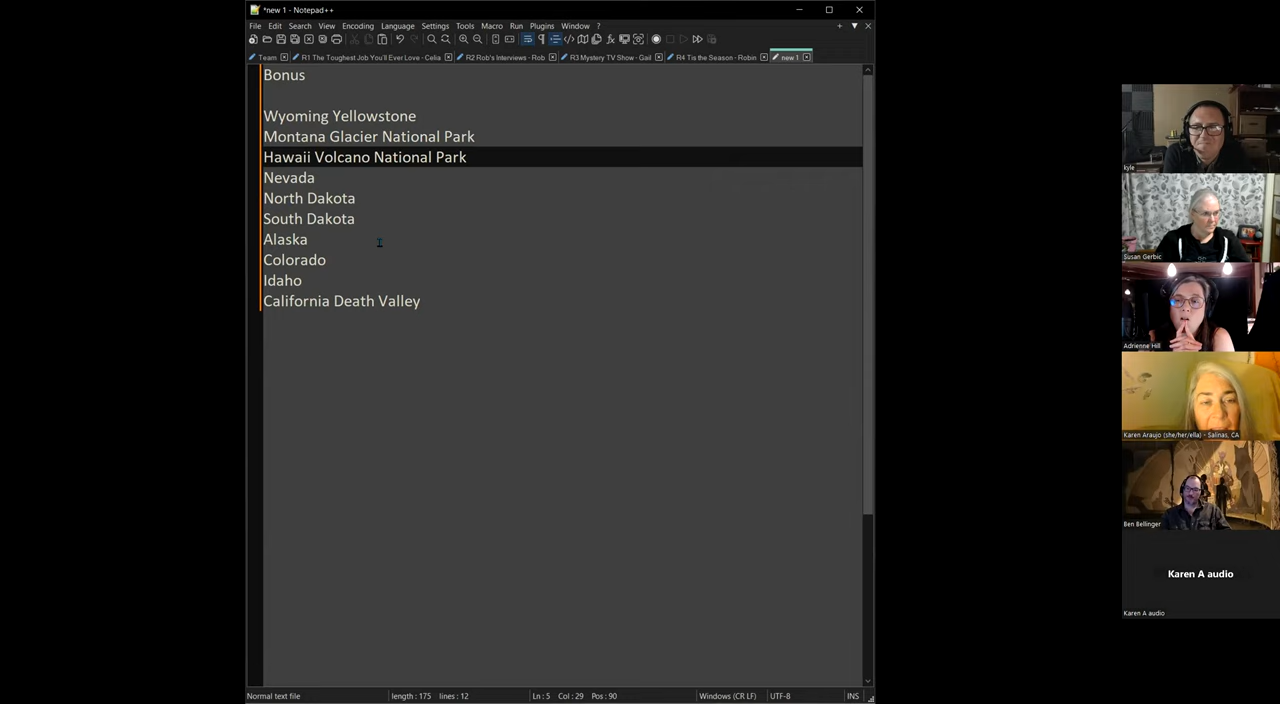 *new 1 - Notepad++
File Edit Search View Encoding Language Settings Tools Macro Run Plugins Window ?
Team
R1 The Toughest Job You'll Ever Love - Celia
R2 Rob's Interviews - Rob
R3 Mystery TV Show - Gail
R4 Tis the Season - Robin
new 1
Bonus
Wyoming Yellowstone
Montana Glacier National Park
Hawaii Volcano National Park
Nevada
North Dakota
South Dakota
Alaska
Colorado
Idaho
California Death Valley
Normal text file
length : 175 lines : 12
Ln : 5 Col : 29 Pos : 90
Windows (CR LF)
UTF-8
INS
kyle
Susan Gerbic
Adrienne Hill
Karen Araujo (she/her/ella) - Salinas, CA
Ben Bellinger
Karen A audio
Karen A audio